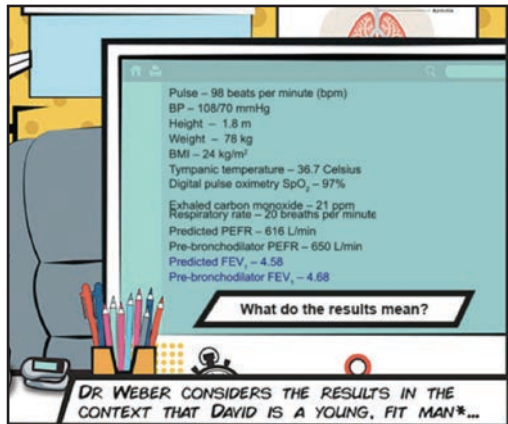 Pulse – 98 beats per minute (bpm)
BP – 108/70 mmHg
Height – 1.8 m
Weight – 78 kg
BMI – 24 kg/m²
Tympanic temperature – 36.7 Celsius
Digital pulse oximetry SpO₂ – 97%
Exhaled carbon monoxide – 21 ppm
Respiratory rate – 20 breaths per minute
Predicted PEFR – 616 L/min
Pre-bronchodilator PEFR – 650 L/min
Predicted FEV₁ – 4.58
Pre-bronchodilator FEV₁ – 4.68
What do the results mean?
DR WEBER CONSIDERS THE RESULTS IN THE
CONTEXT THAT DAVID IS A YOUNG, FIT MAN*...